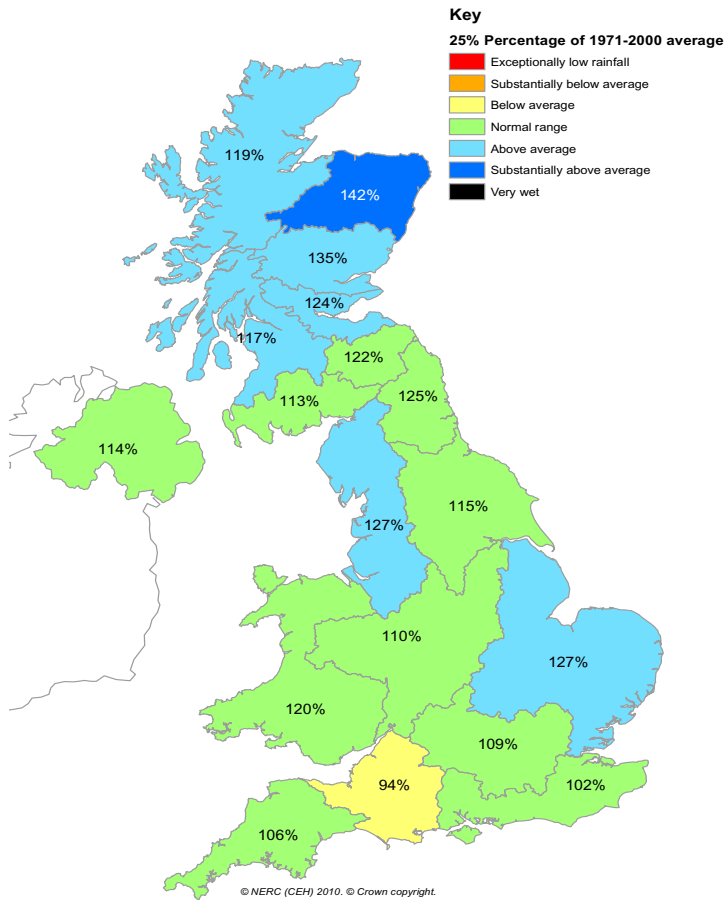 Key
25% Percentage of 1971-2000 average
Exceptionally low rainfall
Substantially below average
Below average
Normal range
Above average
Substantially above average
Very wet
119%
142%
135%
124%
117%
122%
113%
125%
114%
115%
127%
110%
127%
120%
109%
94%
102%
106%
© NERC (CEH) 2010. © Crown copyright.